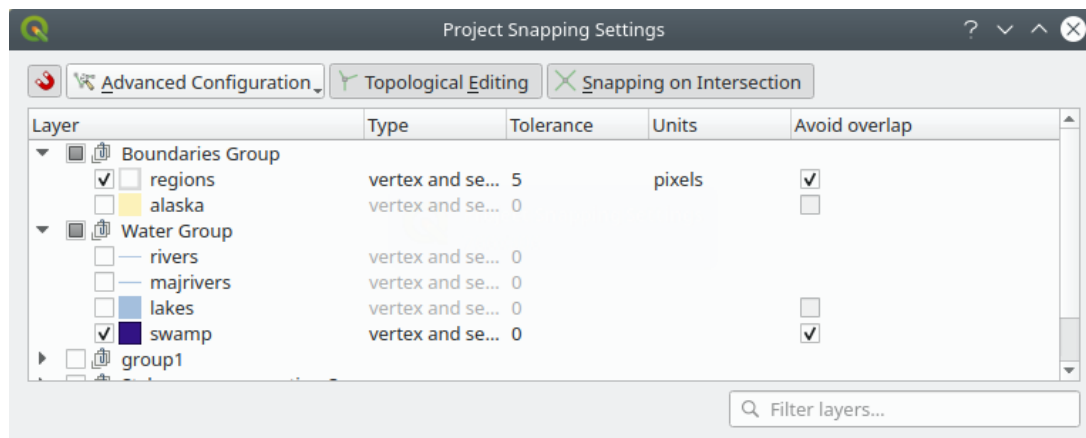 Project Snapping Settings
Advanced Configuration Topological Editing Snapping on Intersection
Layer Type Tolerance Units Avoid overlap
Boundaries Group
regions vertex and se... 5 pixels
alaska vertex and se... 0
Water Group
rivers vertex and se... 0
majrivers vertex and se... 0
lakes vertex and se... 0
swamp vertex and se... 0
group1
Filter layers...